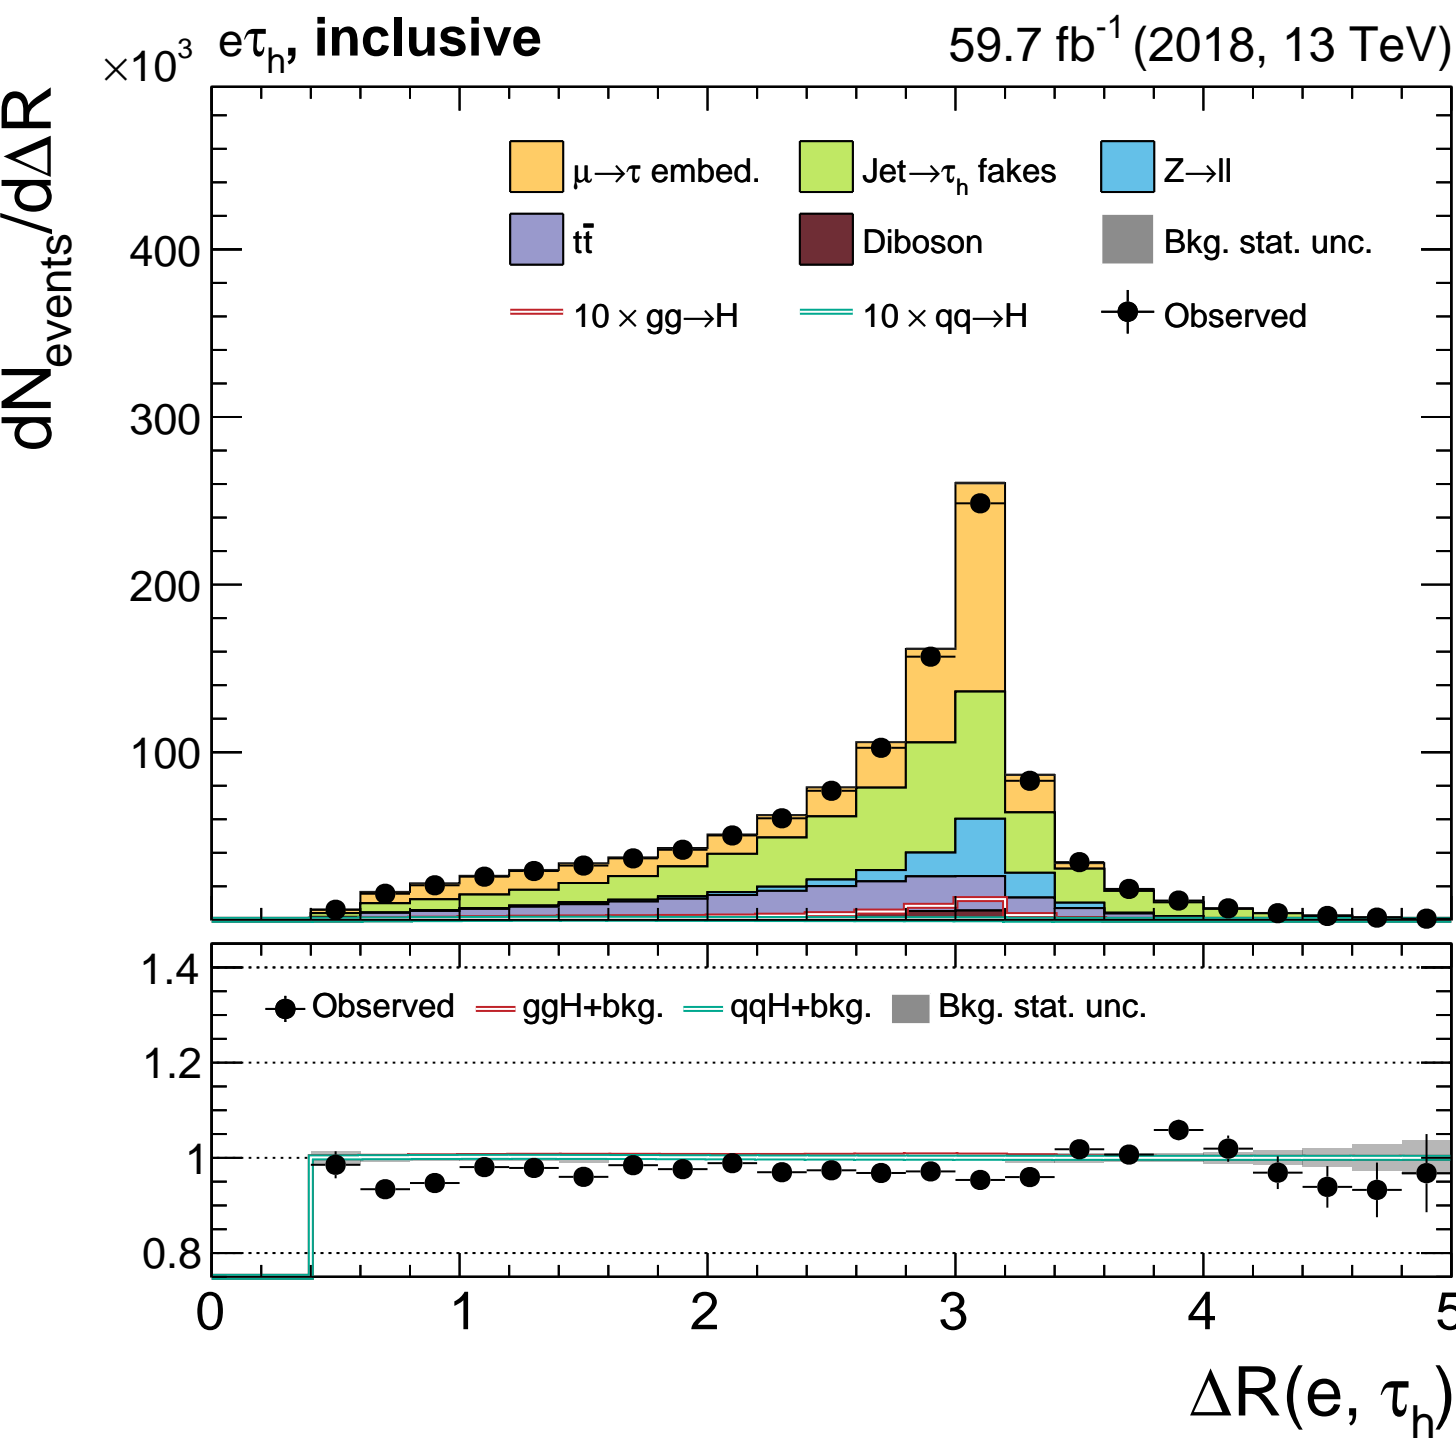 ×10³ eτₕ, inclusive 59.7 fb⁻¹ (2018, 13 TeV)
dN_events/dΔR
μ→τ embed. Jet→τₕ fakes Z→ll
tt̄ Diboson Bkg. stat. unc.
10 × gg→H 10 × qq→H Observed
400
300
200
100
1.4
Observed ggH+bkg. qqH+bkg. Bkg. stat. unc.
1.2
1
0.8
0 1 2 3 4 5
ΔR(e, τₕ)